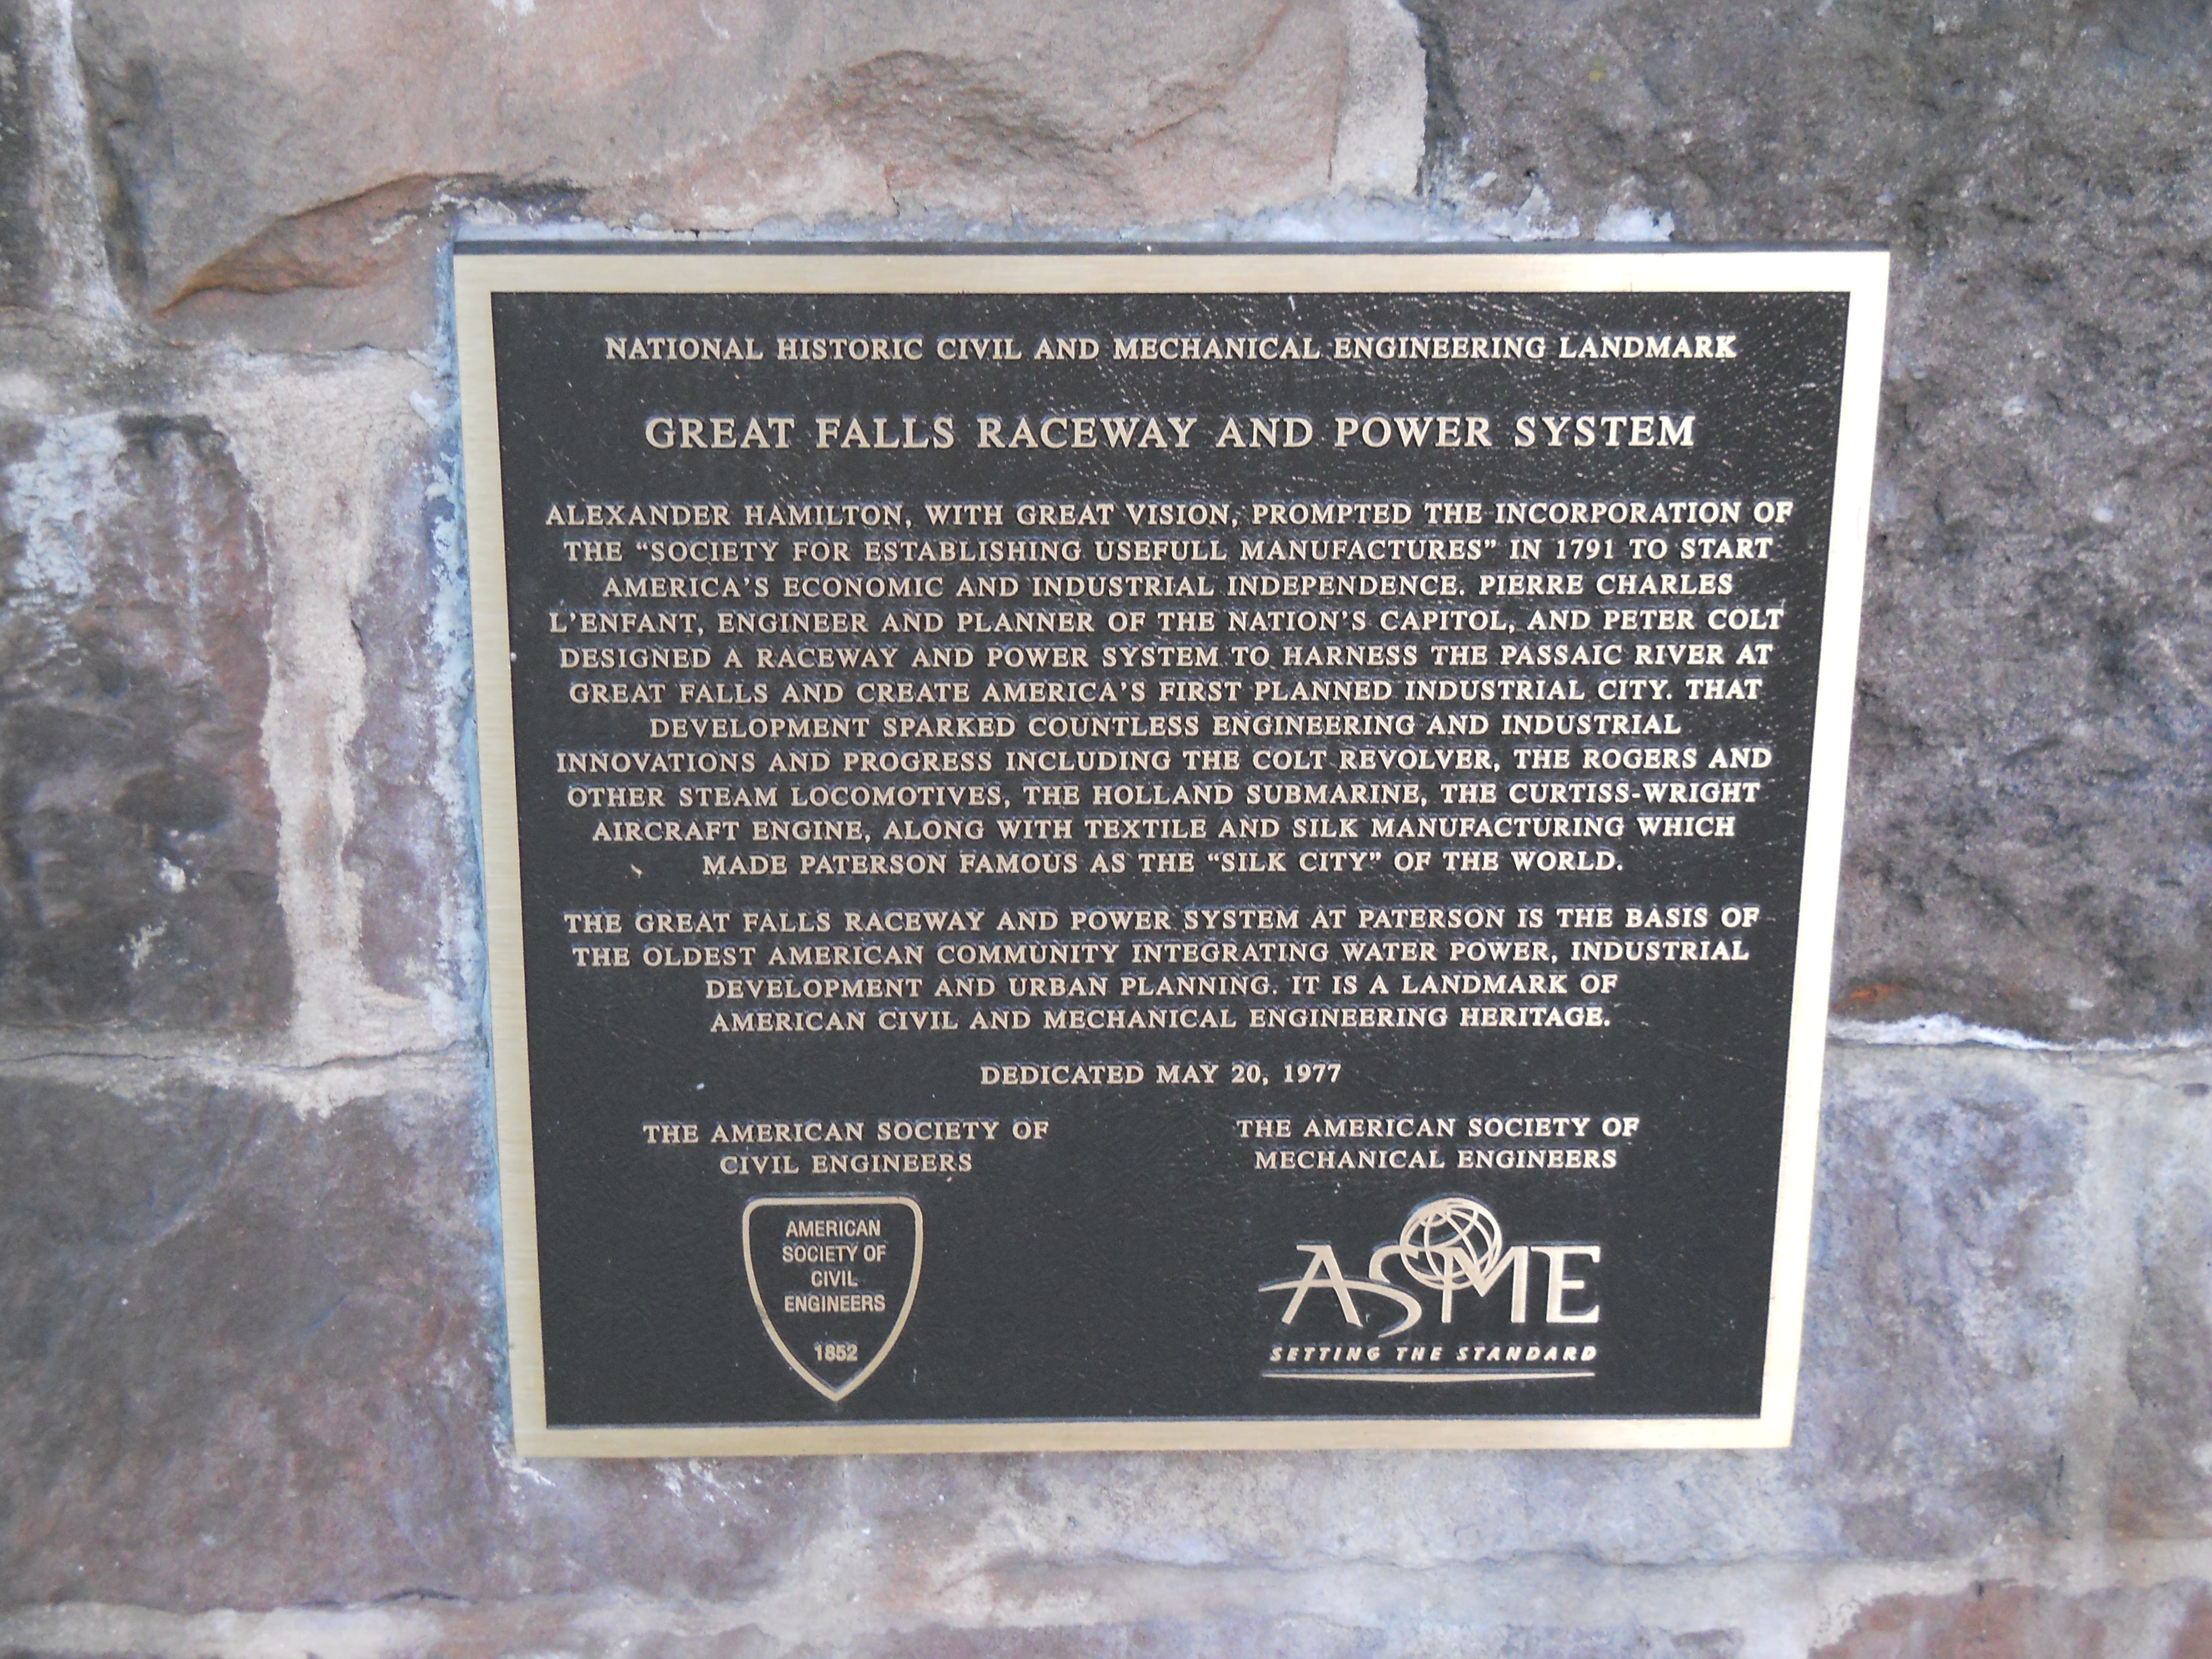 NATIONAL HISTORIC CIVIL AND MECHANICAL ENGINEERING LANDMARK
GREAT FALLS RACEWAY AND POWER SYSTEM
ALEXANDER HAMILTON, WITH GREAT VISION, PROMPTED THE INCORPORATION OF
THE “SOCIETY FOR ESTABLISHING USEFULL MANUFACTURES” IN 1791 TO START
AMERICA’S ECONOMIC AND INDUSTRIAL INDEPENDENCE. PIERRE CHARLES
L’ENFANT, ENGINEER AND PLANNER OF THE NATION’S CAPITOL, AND PETER COLT
DESIGNED A RACEWAY AND POWER SYSTEM TO HARNESS THE PASSAIC RIVER AT
GREAT FALLS AND CREATE AMERICA’S FIRST PLANNED INDUSTRIAL CITY. THAT
DEVELOPMENT SPARKED COUNTLESS ENGINEERING AND INDUSTRIAL
INNOVATIONS AND PROGRESS INCLUDING THE COLT REVOLVER, THE ROGERS AND
OTHER STEAM LOCOMOTIVES, THE HOLLAND SUBMARINE, THE CURTISS-WRIGHT
AIRCRAFT ENGINE, ALONG WITH TEXTILE AND SILK MANUFACTURING WHICH
MADE PATERSON FAMOUS AS THE “SILK CITY” OF THE WORLD.
THE GREAT FALLS RACEWAY AND POWER SYSTEM AT PATERSON IS THE BASIS OF
THE OLDEST AMERICAN COMMUNITY INTEGRATING WATER POWER, INDUSTRIAL
DEVELOPMENT AND URBAN PLANNING. IT IS A LANDMARK OF
AMERICAN CIVIL AND MECHANICAL ENGINEERING HERITAGE.
DEDICATED MAY 20, 1977
THE AMERICAN SOCIETY OF
CIVIL ENGINEERS
AMERICAN
SOCIETY OF
CIVIL
ENGINEERS
1852
THE AMERICAN SOCIETY OF
MECHANICAL ENGINEERS
ASME
SETTING THE STANDARD